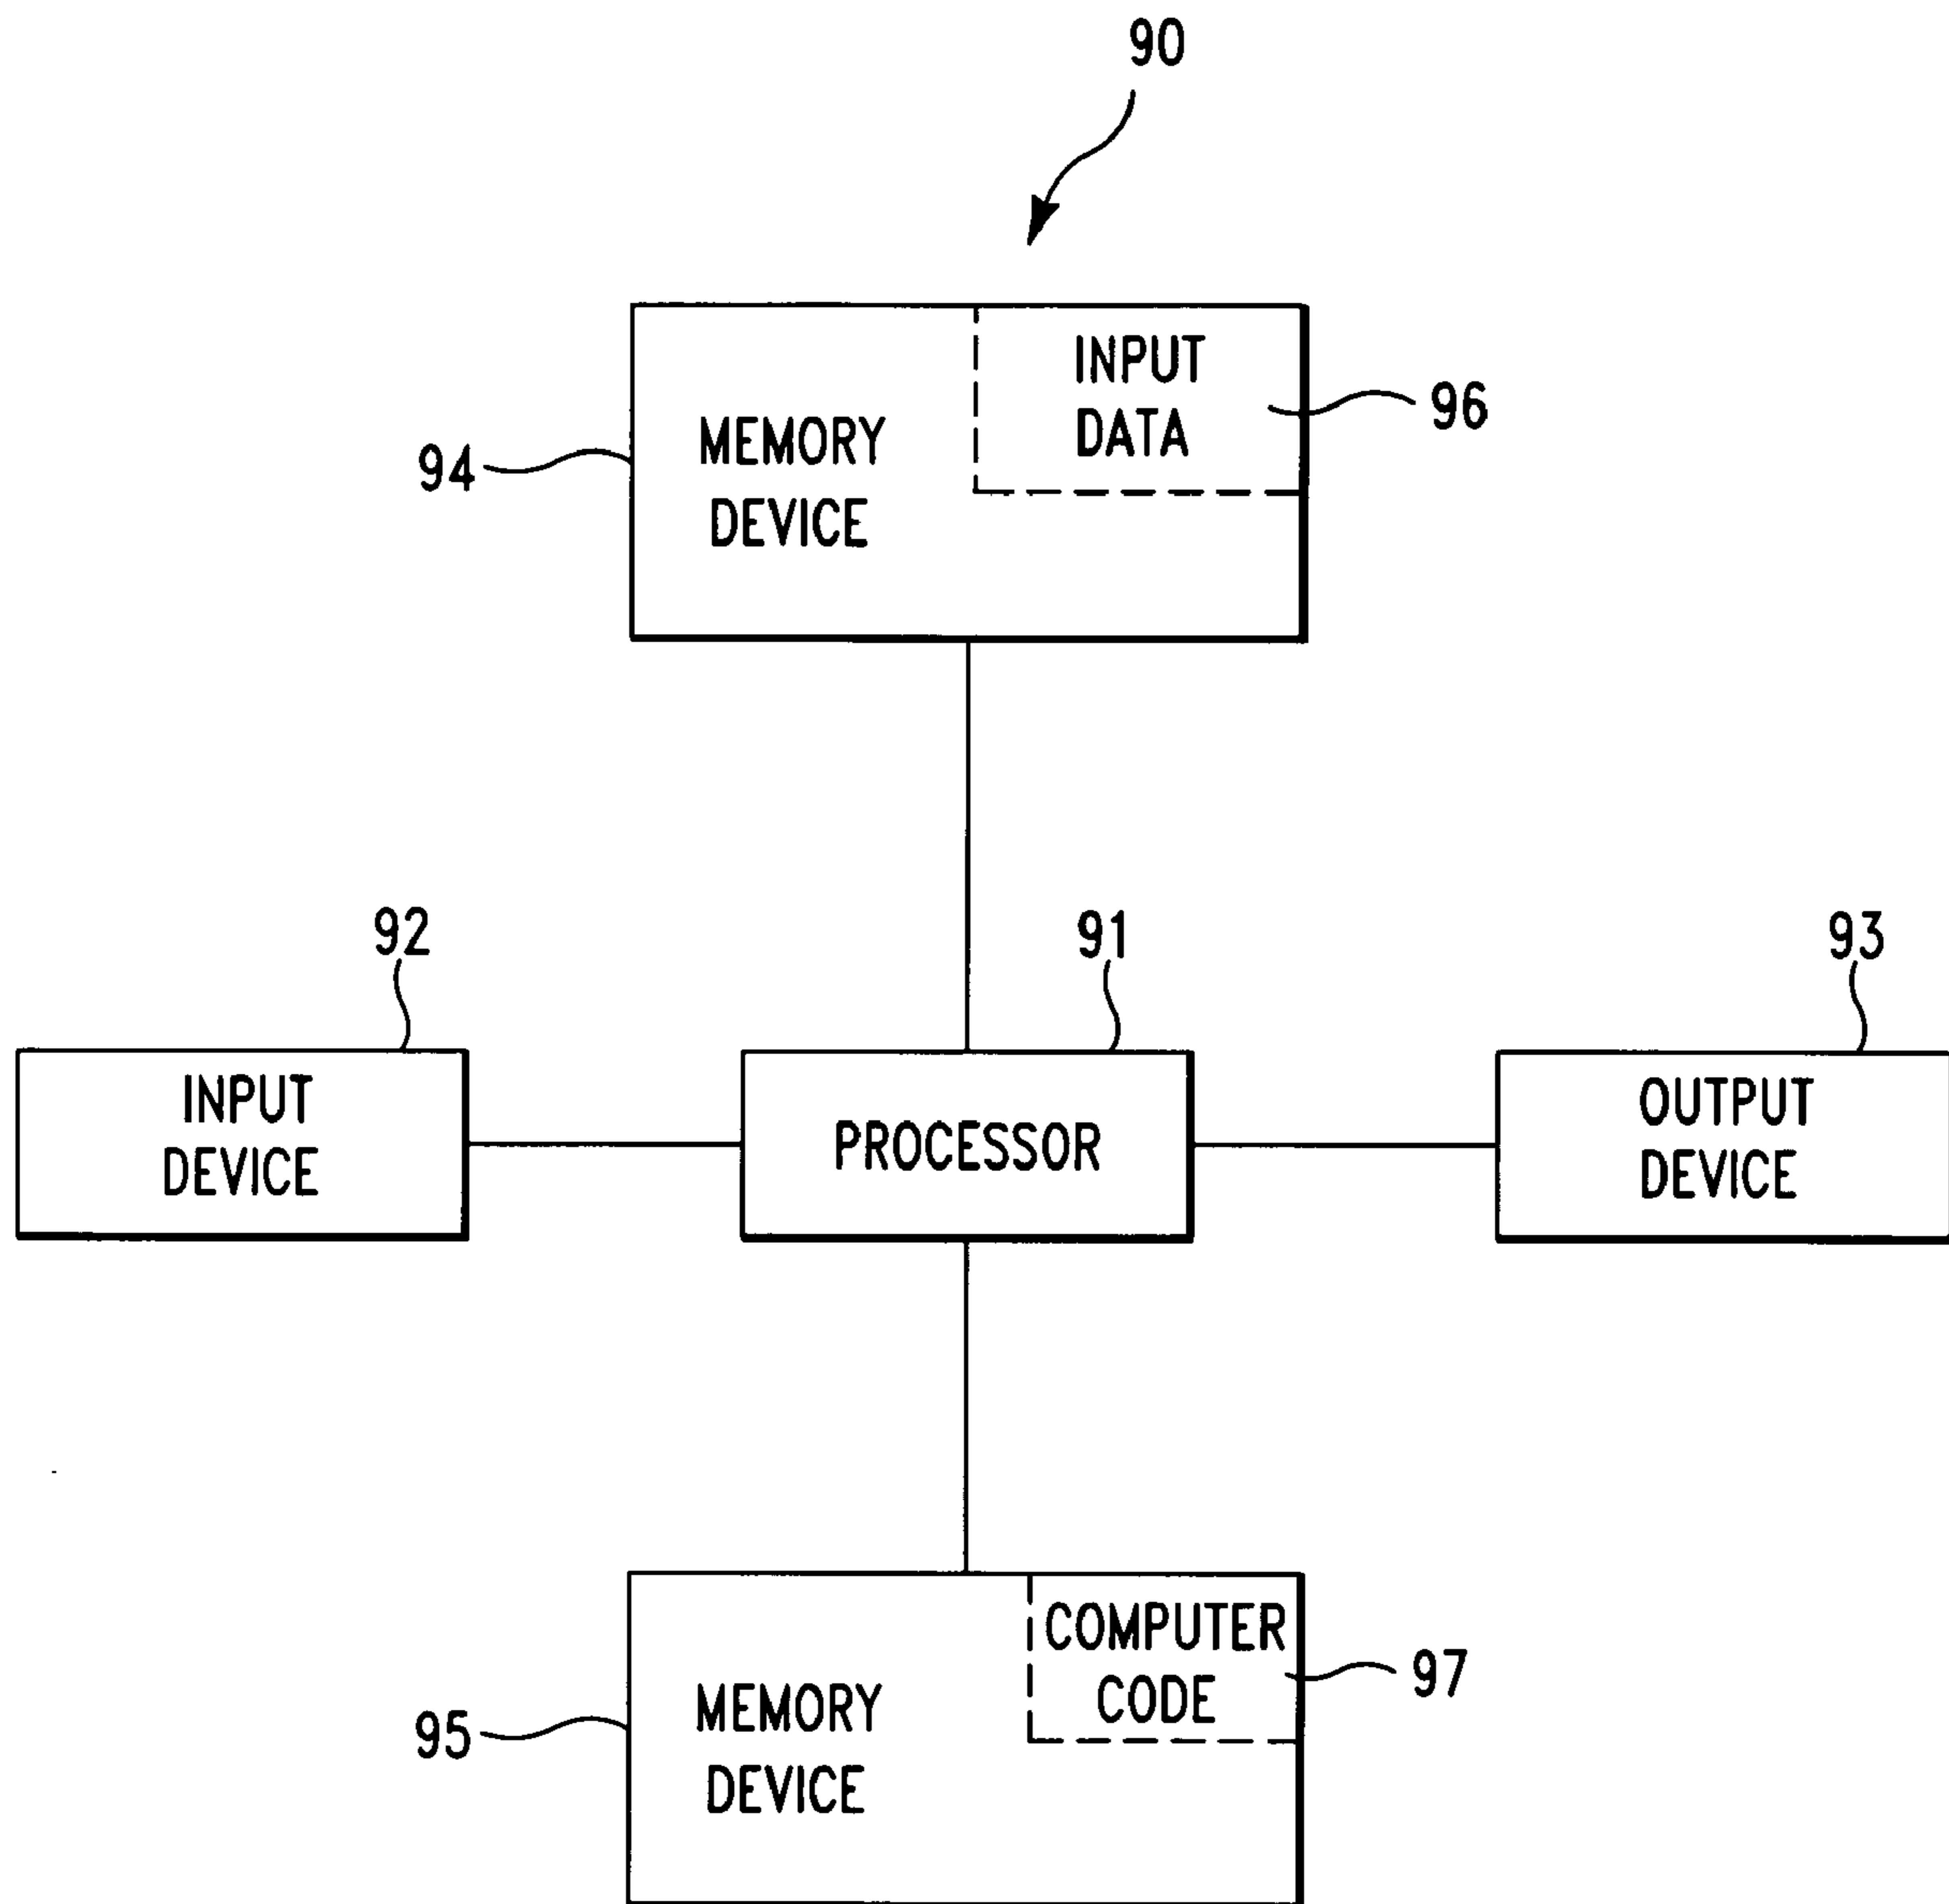 90
INPUT
DATA
96
MEMORY
DEVICE
94
92
91
93
INPUT
DEVICE
PROCESSOR
OUTPUT
DEVICE
COMPUTER
CODE
97
MEMORY
DEVICE
95